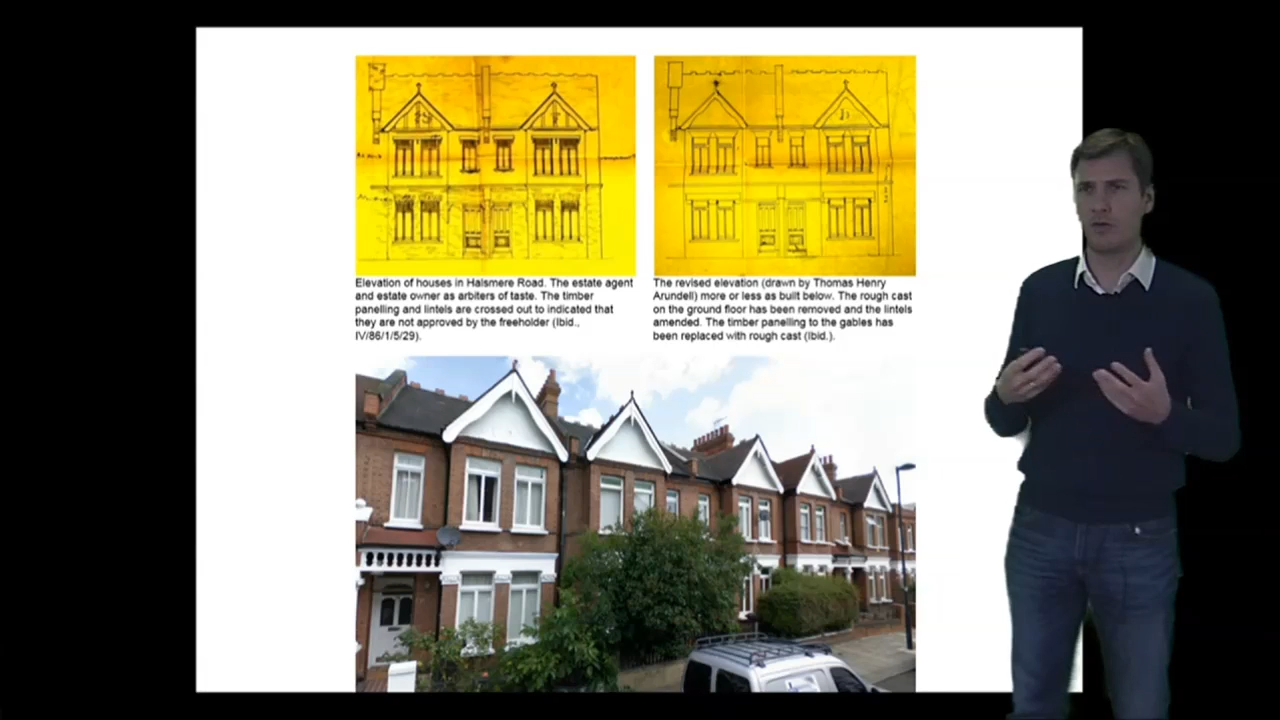 Elevation of houses in Halsmere Road. The estate agent
and estate owner as arbiters of taste. The timber
panelling and lintels are crossed out to indicated that
they are not approved by the freeholder (Ibid.,
IV/86/1/5/29).
The revised elevation (drawn by Thomas Henry
Arundell) more or less as built below. The rough cast
on the ground floor has been removed and the lintels
amended. The timber panelling to the gables has
been replaced with rough cast (Ibid.).